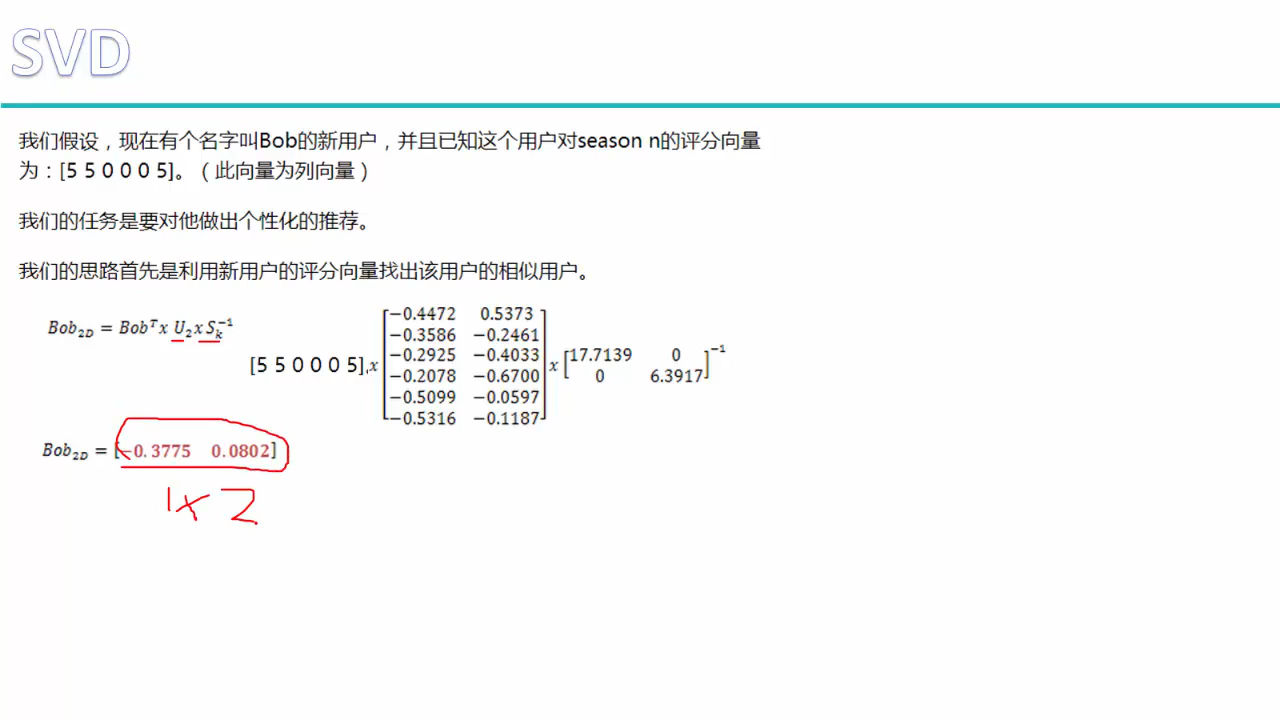 SVD
我们假设，现在有个名字叫Bob的新用户，并且已知这个用户对season n的评分向量
为：[5 5 0 0 0 5]。（此向量为列向量）
我们的任务是要对他做出个性化的推荐。
我们的思路首先是利用新用户的评分向量找出该用户的相似用户。
Bob₂D = Bobᵀ x U₂ x Sₖ⁻¹
[5 5 0 0 0 5], x [−0.4472 0.5373
−0.3586 −0.2461
−0.2925 −0.4033
−0.2078 −0.6700
−0.5099 −0.0597
−0.5316 −0.1187] x [17.7139 0
0 6.3917]⁻¹
Bob₂D = [−0.3775 0.0802]
1x2